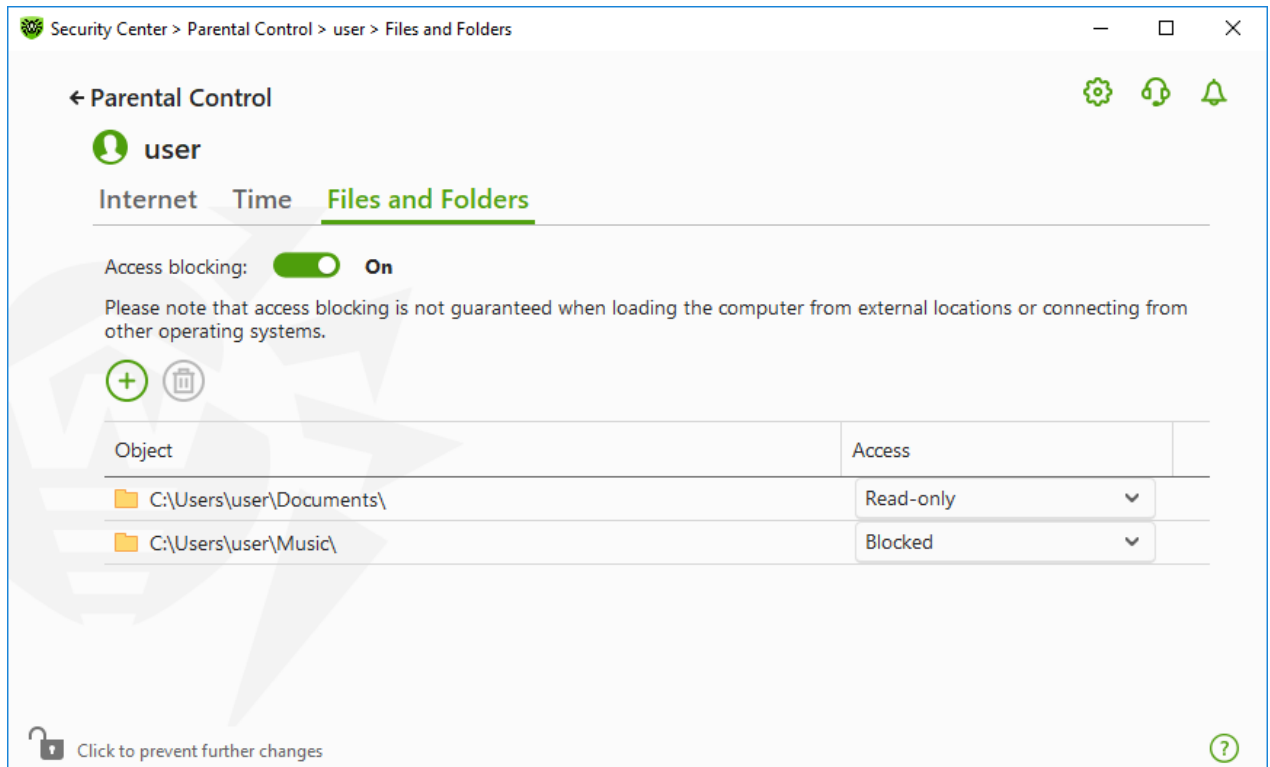 Security Center > Parental Control > user > Files and Folders
Parental Control
user
Internet Time Files and Folders
Access blocking: On
Please note that access blocking is not guaranteed when loading the computer from external locations or connecting from
other operating systems.
Object Access
C:\Users\user\Documents\ Read-only
C:\Users\user\Music\ Blocked
Click to prevent further changes
?